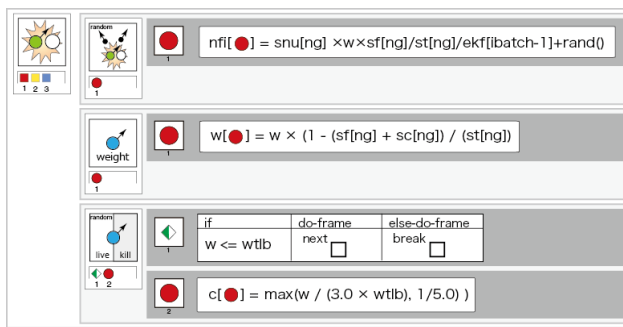 1 2 3
random
1
1
nfi[ ] = snu[ng] ×w×sf[ng]/st[ng]/ekf[ibatch-1]+rand()
weight
1
1
w[ ] = w × (1 - (sf[ng] + sc[ng]) / (st[ng])
random
live kill
1 2
1
if do-frame else-do-frame
w <= wtlb next break
2
c[ ] = max(w / (3.0 × wtlb), 1/5.0) )